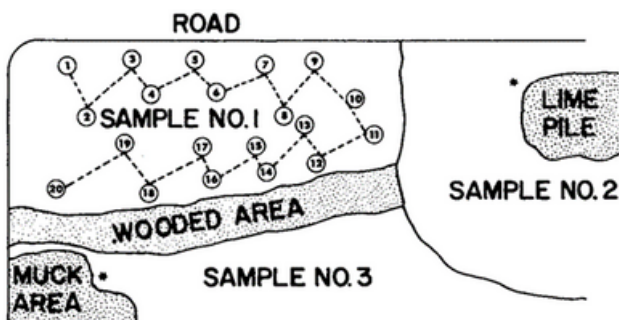 ROAD
1 3 5 7 9
2 4 6 8 10
SAMPLE NO. 1
11
12
13
14
15
16
17
18
19
20
*
LIME
PILE
SAMPLE NO. 2
WOODED AREA
MUCK
AREA
*
SAMPLE NO. 3